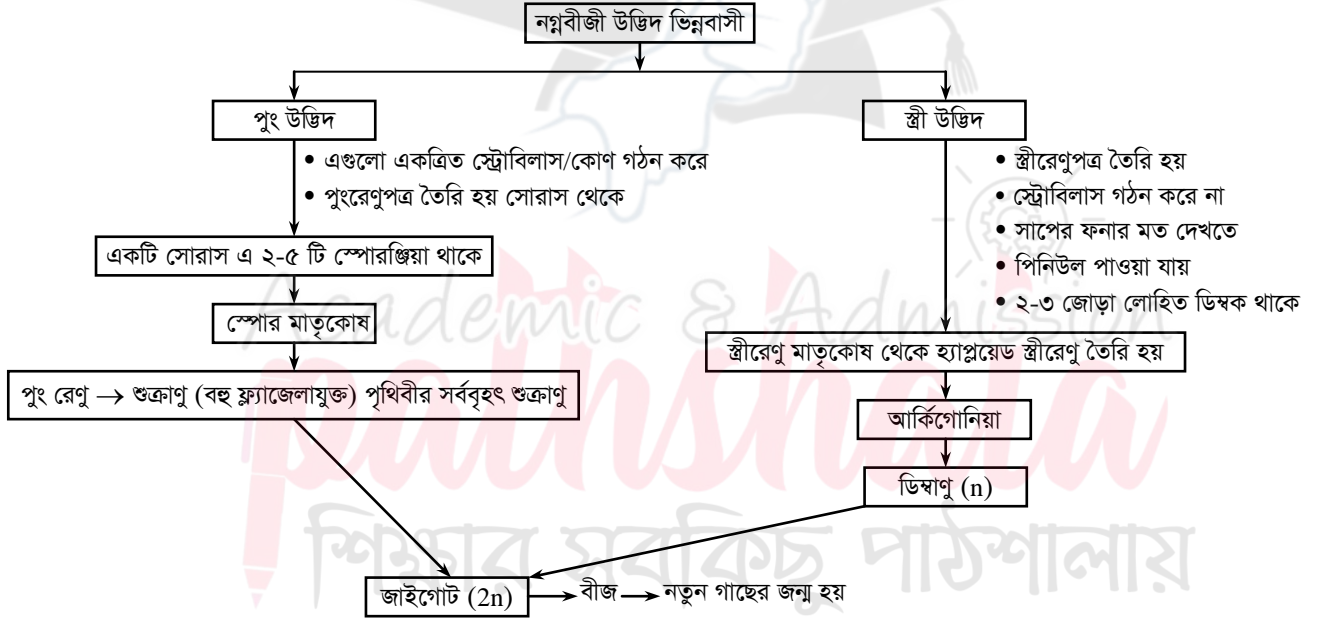 নগ্নবীজী উদ্ভিদ ভিন্নবাসী
পুং উদ্ভিদ
• এগুলো একত্রিত স্ট্রোবিলাস/কোণ গঠন করে
• পুংরেণুপত্র তৈরি হয় সোরাস থেকে
একটি সোরাস এ ২-৫ টি স্পোরঞ্জিয়া থাকে
স্পোর মাতৃকোষ
পুং রেণু → শুক্রাণু (বহু ফ্ল্যাজেলাযুক্ত) পৃথিবীর সর্ববৃহৎ শুক্রাণু
স্ত্রী উদ্ভিদ
• স্ত্রীরেণুপত্র তৈরি হয়
• স্ট্রোবিলাস গঠন করে না
• সাপের ফনার মত দেখতে
• পিনিউল পাওয়া যায়
• ২-৩ জোড়া লোহিত ডিম্বক থাকে
স্ত্রীরেণু মাতৃকোষ থেকে হ্যাপ্লয়েড স্ত্রীরেণু তৈরি হয়
আর্কিগোনিয়া
ডিম্বাণু (n)
জাইগোট (2n) → বীজ → নতুন গাছের জন্ম হয়
Academic & Admission
pathshala
শিক্ষার সবকিছু পাঠশালায়